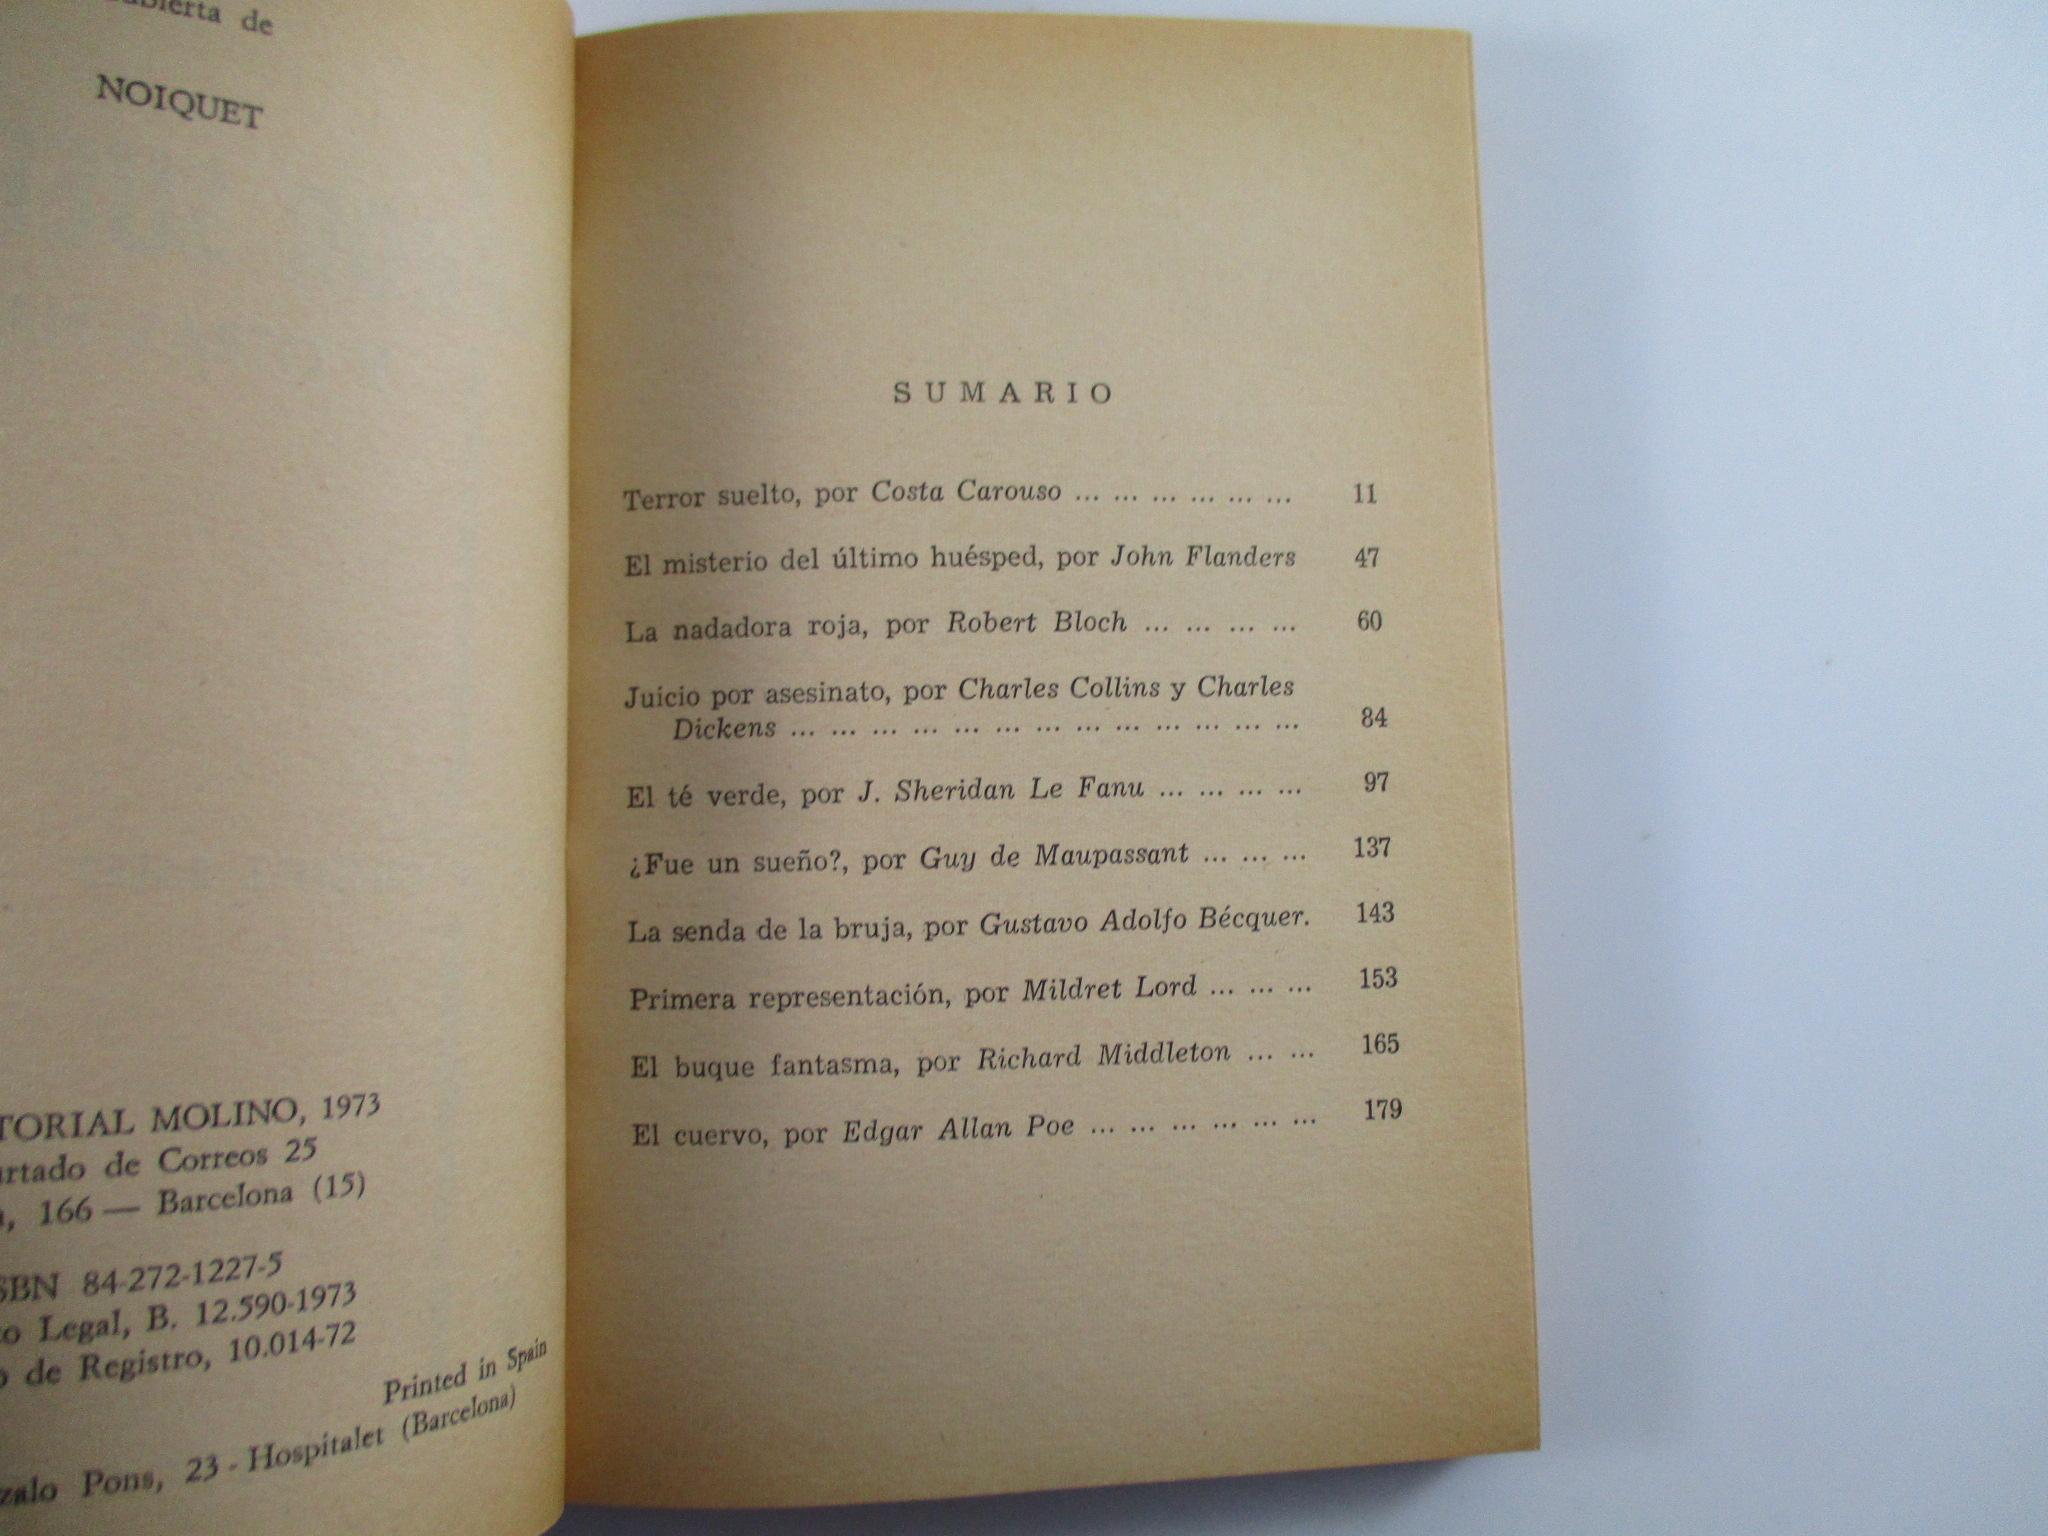 de
NOIQUET
MOLINO, 1973
de Correos 25
166 — Barcelona (15)
84-272-1227-5
Legal, B. 12.590-1973
de Registro, 10.014-72
Printed in Spain
Pons, 23 - Hospitalet (Barcelona)
SUMARIO
Terror suelto, por Costa Carouso ... ... ... ... ... ... 11
El misterio del último huésped, por John Flanders 47
La nadadora roja, por Robert Bloch ... ... ... ... 60
Juicio por asesinato, por Charles Collins y Charles
Dickens ... ... ... ... ... ... ... ... ... ... ... ... ... 84
El té verde, por J. Sheridan Le Fanu ... ... ... ... 97
¿Fue un sueño?, por Guy de Maupassant ... ... ... 137
La senda de la bruja, por Gustavo Adolfo Bécquer. 143
Primera representación, por Mildret Lord ... ... ... 153
El buque fantasma, por Richard Middleton ... ... 165
El cuervo, por Edgar Allan Poe ... ... ... ... ... ... 179